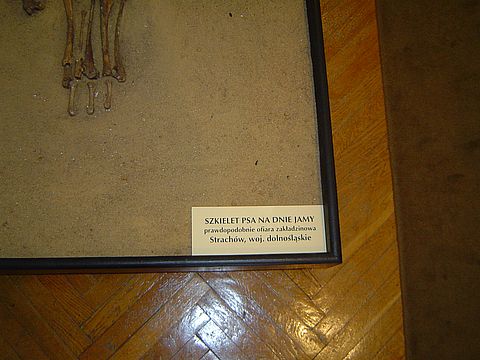 SZKIELET PSA NA DNIE JAMY
prawdopodobnie ofiara zakładzinowa
Strachów, woj. dolnośląskie